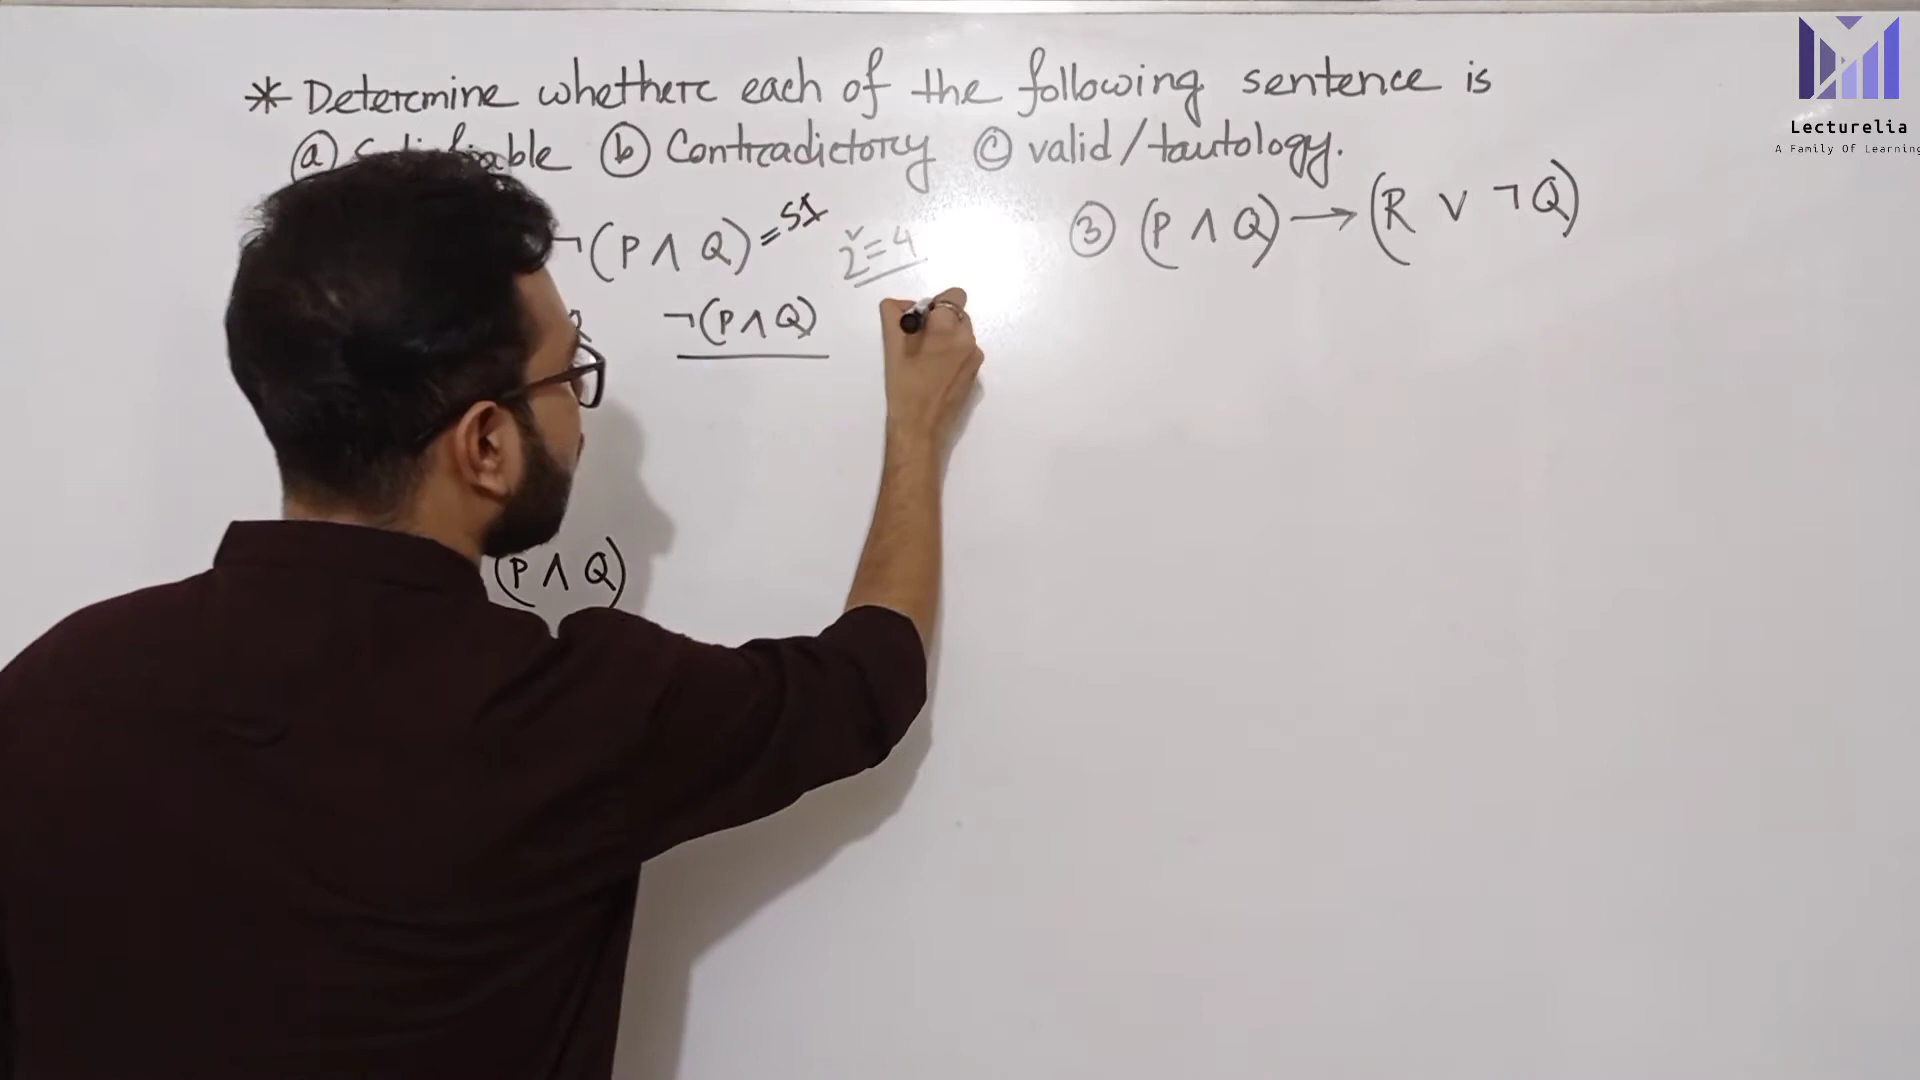 * Determine whether each of the following sentence is
(a) Satisfiable (b) Contradictory (c) valid/tautology.
¬(P ∧ Q) = S1
2² = 4
③ (P ∧ Q) → (R ∨ ¬Q)
¬(P ∧ Q)
(P ∧ Q)
Lecturelia
A Family Of Learning